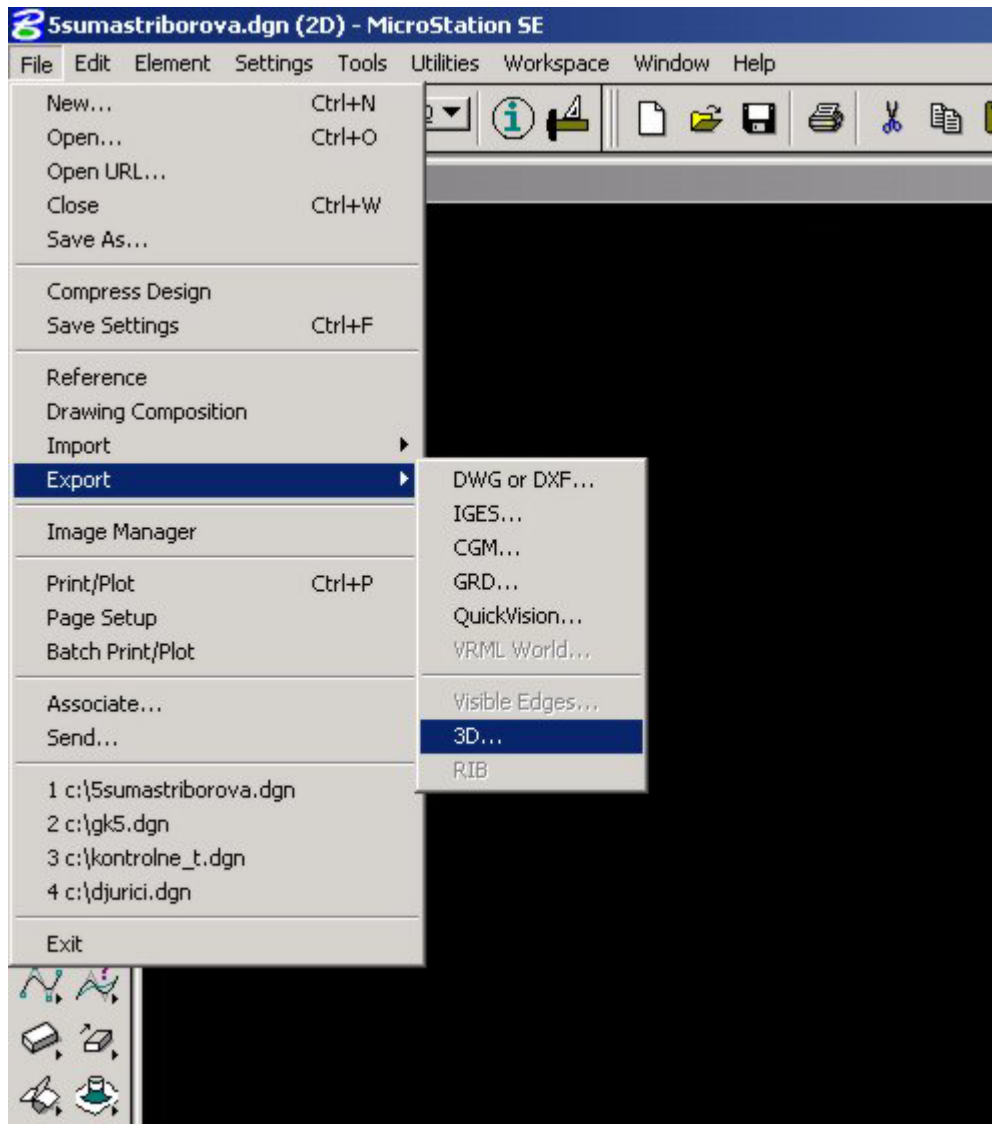 5sumastriborova.dgn (2D) - MicroStation SE
File Edit Element Settings Tools Utilities Workspace Window Help
New... Ctrl+N
Open... Ctrl+O
Open URL...
Close Ctrl+W
Save As...
Compress Design
Save Settings Ctrl+F
Reference
Drawing Composition
Import
Export
DWG or DXF...
IGES...
CGM...
GRD...
QuickVision...
VRML World...
Visible Edges...
3D...
RIB
Image Manager
Print/Plot Ctrl+P
Page Setup
Batch Print/Plot
Associate...
Send...
1 c:\5sumastriborova.dgn
2 c:\gk5.dgn
3 c:\kontrolne_t.dgn
4 c:\djurici.dgn
Exit